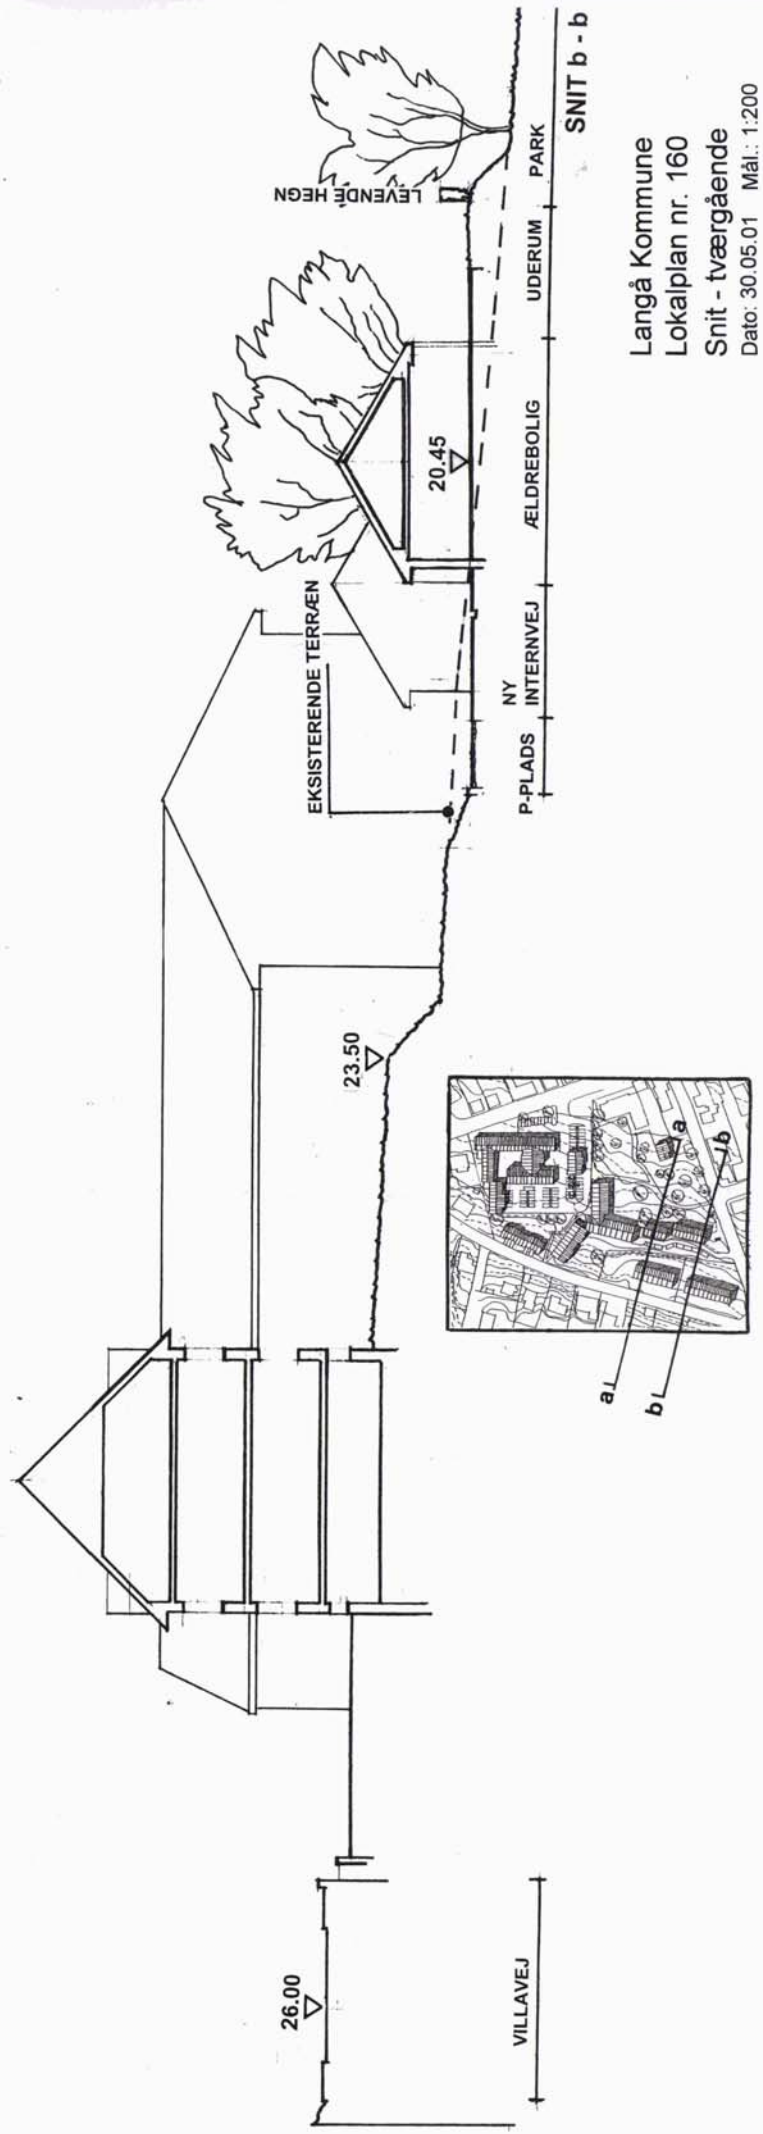 26.00
VILLAVEJ
23.50
EKSISTERENDE TERRÆN
20.45
LEVENDE HEGN
P-PLADS
NY
INTERNVEJ
ÆLDREBOLIG
UDERUM
PARK
SNIT b - b
a
b
a
b
Langå Kommune
Lokalplan nr. 160
Snit - tværgående
Dato: 30.05.01 Mål.: 1:200